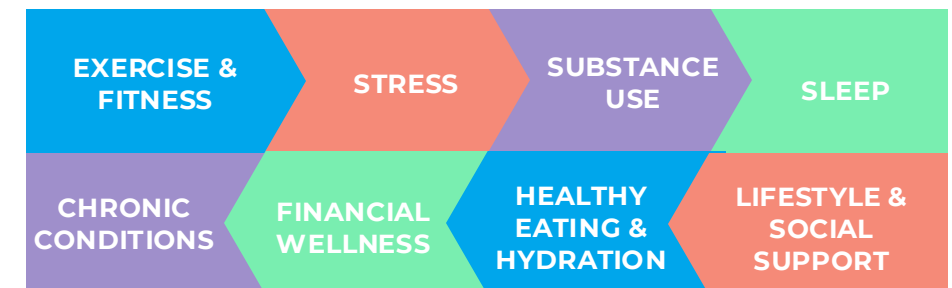 EXERCISE &
FITNESS
STRESS
SUBSTANCE
USE
SLEEP
CHRONIC
CONDITIONS
FINANCIAL
WELLNESS
HEALTHY
EATING &
HYDRATION
LIFESTYLE &
SOCIAL
SUPPORT